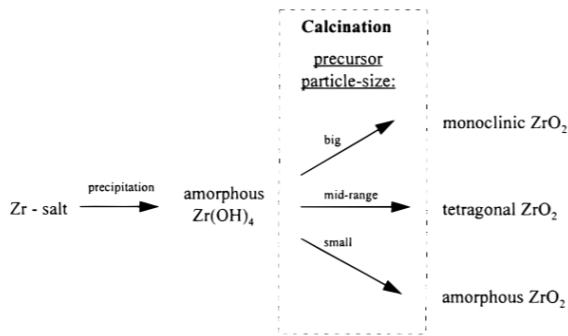 Calcination
precursor
particle-size:
big
monoclinic ZrO₂
Zr - salt
precipitation
amorphous
Zr(OH)₄
mid-range
tetragonal ZrO₂
small
amorphous ZrO₂